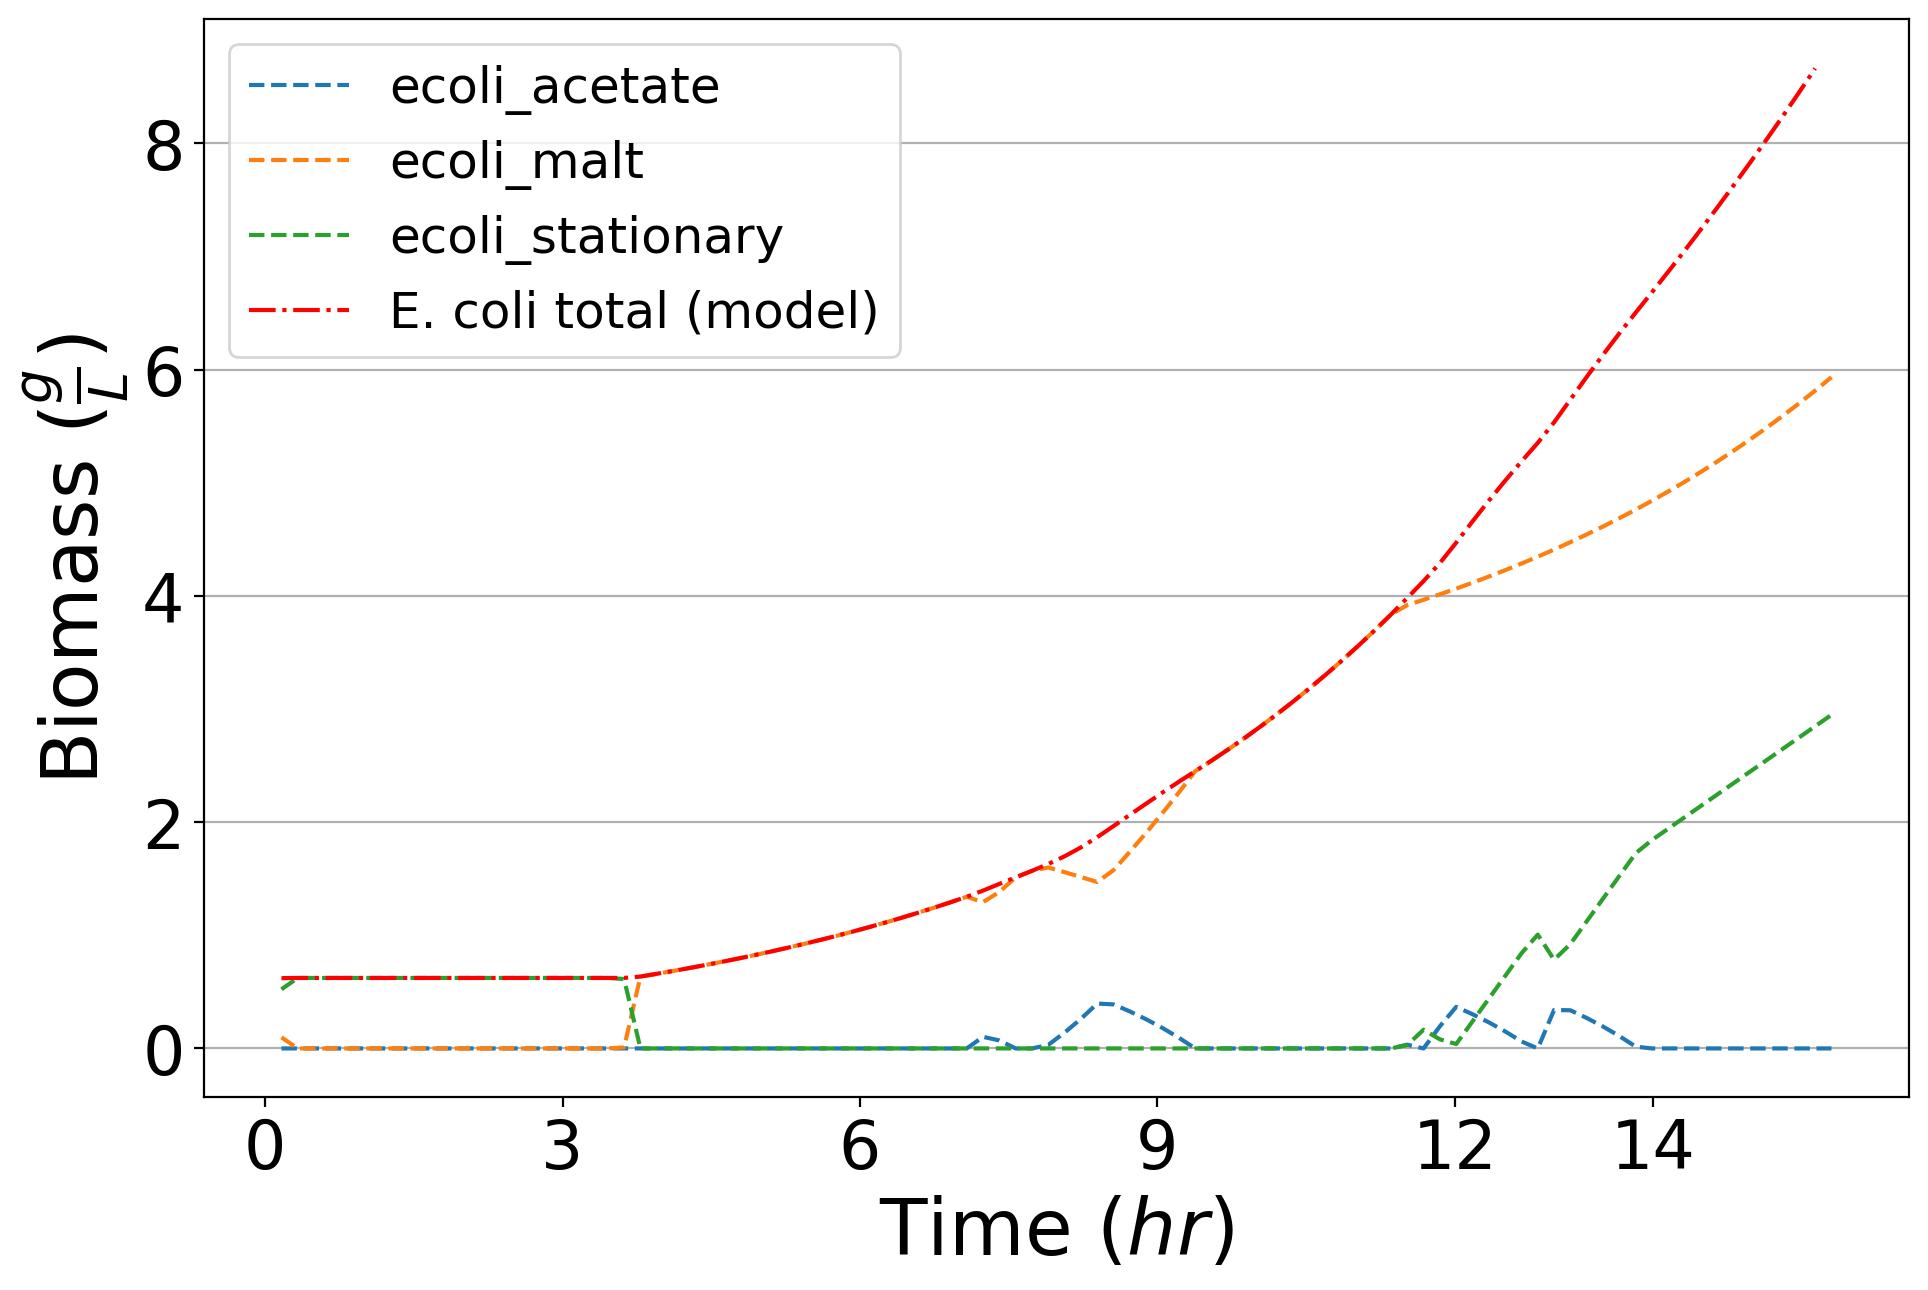 ecoli_acetate
ecoli_malt
ecoli_stationary
E. coli total (model)
8
6
4
2
0
Biomass (g/L)
0 3 6 9 12 14
Time (hr)